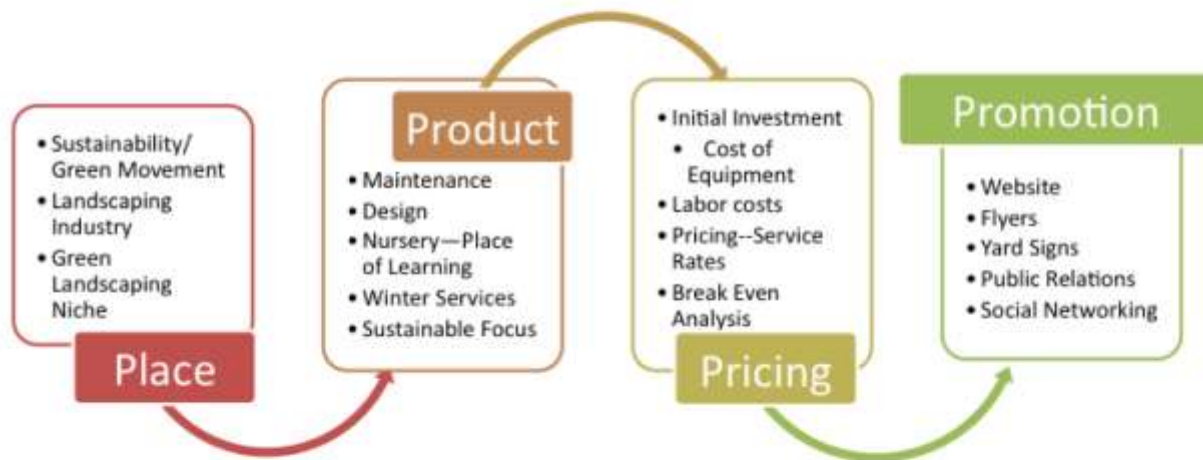 • Sustainability/
Green Movement
• Landscaping
Industry
• Green
Landscaping
Niche
Place
Product
• Maintenance
• Design
• Nursery—Place
of Learning
• Winter Services
• Sustainable Focus
• Initial Investment
• Cost of
Equipment
• Labor costs
• Pricing--Service
Rates
• Break Even
Analysis
Pricing
Promotion
• Website
• Flyers
• Yard Signs
• Public Relations
• Social Networking